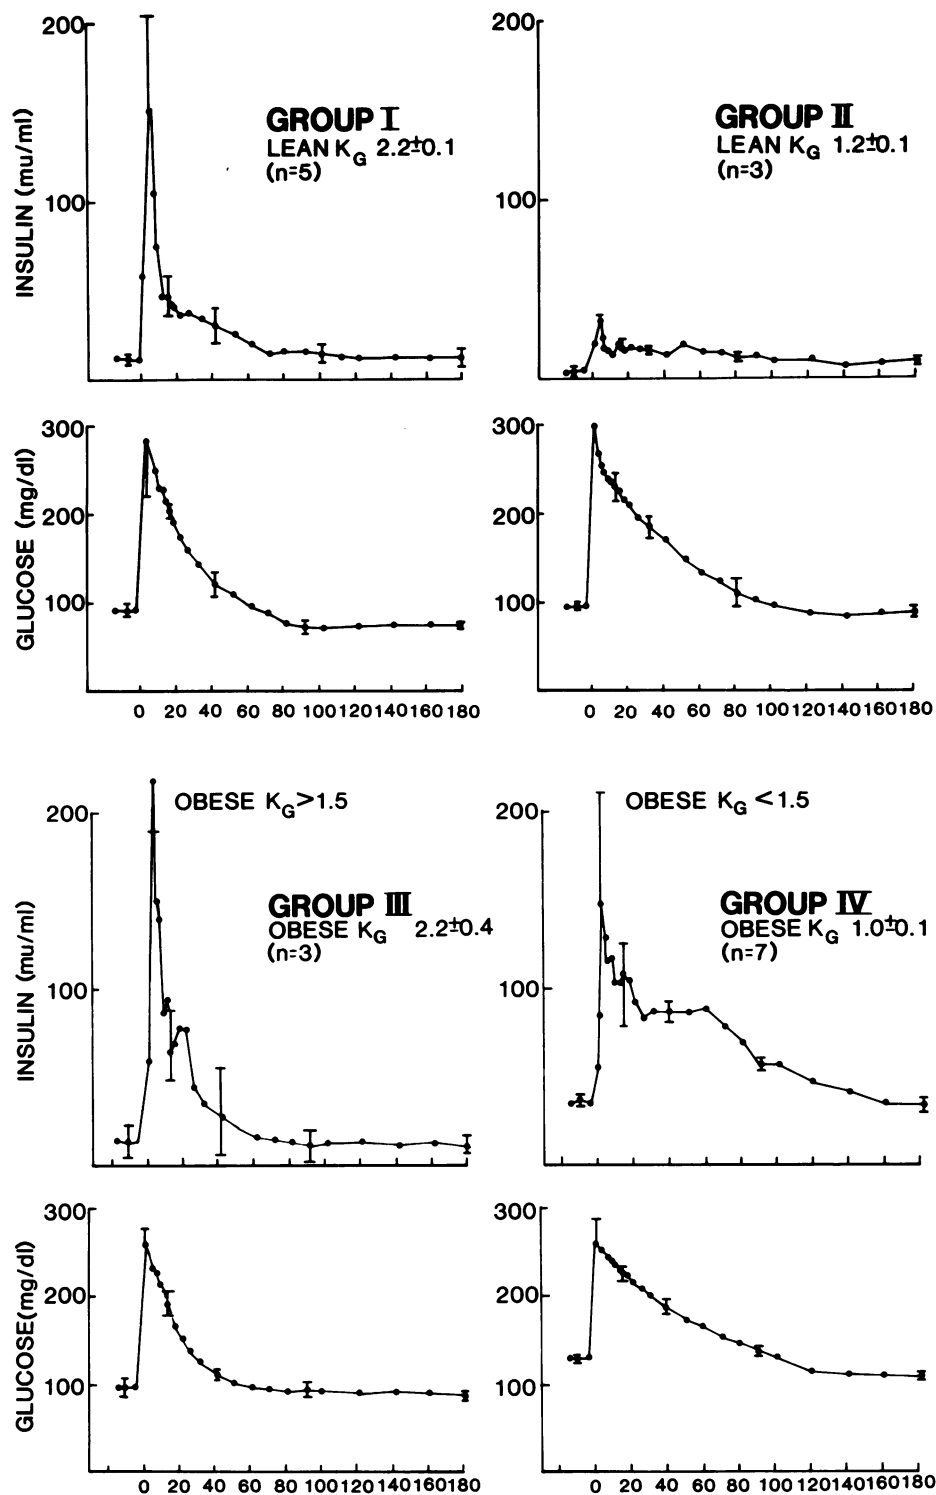 200
100
INSULIN (mu/ml)
GROUP I
LEAN KG 2.2±0.1
(n=5)
200
100
GROUP II
LEAN KG 1.2±0.1
(n=3)
300
200
100
GLUCOSE (mg/dl)
0 20 40 60 80 100 120 140 160 180
300
200
100
0 20 40 60 80 100 120 140 160 180
200
100
INSULIN (mu/ml)
OBESE KG>1.5
GROUP III
OBESE KG 2.2±0.4
(n=3)
200
100
OBESE KG <1.5
GROUP IV
OBESE KG 1.0±0.1
(n=7)
300
200
100
GLUCOSE(mg/dl)
0 20 40 60 80 100 120 140 160 180
300
200
100
0 20 40 60 80 100 120 140 160 180